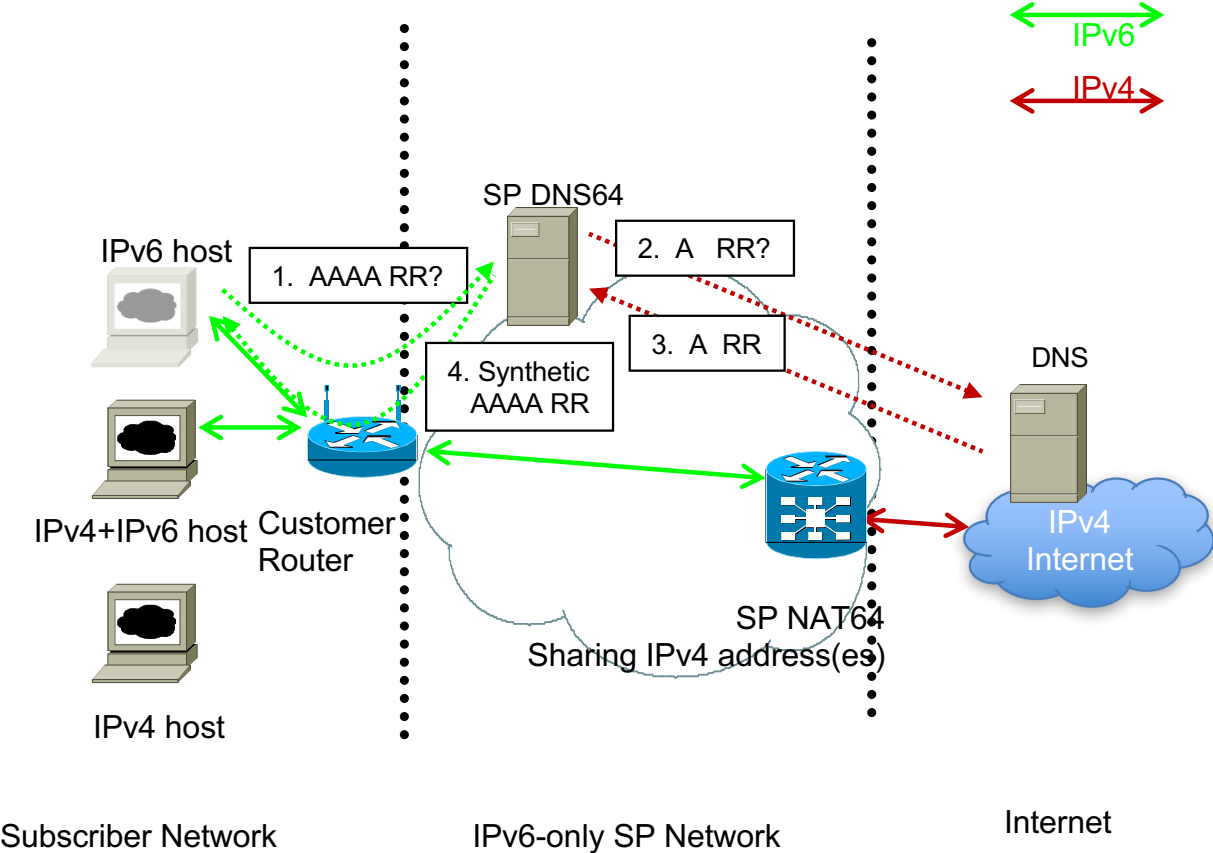 IPv6
IPv4
SP DNS64
IPv6 host
1. AAAA RR?
2. A RR?
3. A RR
4. Synthetic
AAAA RR
DNS
IPv4+IPv6 host
Customer
Router
IPv4
Internet
SP NAT64
Sharing IPv4 address(es)
IPv4 host
Subscriber Network
IPv6-only SP Network
Internet